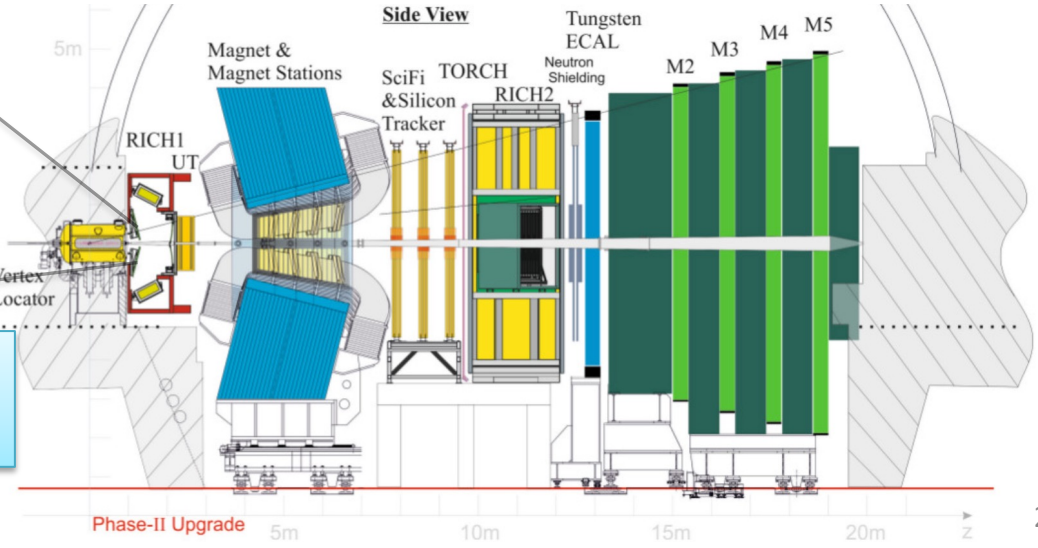 Side View
5m
Magnet &
Magnet Stations
SciFi
&Silicon
Tracker
TORCH
RICH2
Tungsten
ECAL
Neutron
Shielding
M2
M3
M4
M5
RICH1
UT
Vertex
Locator
Phase-II Upgrade
5m
10m
15m
20m
z
2